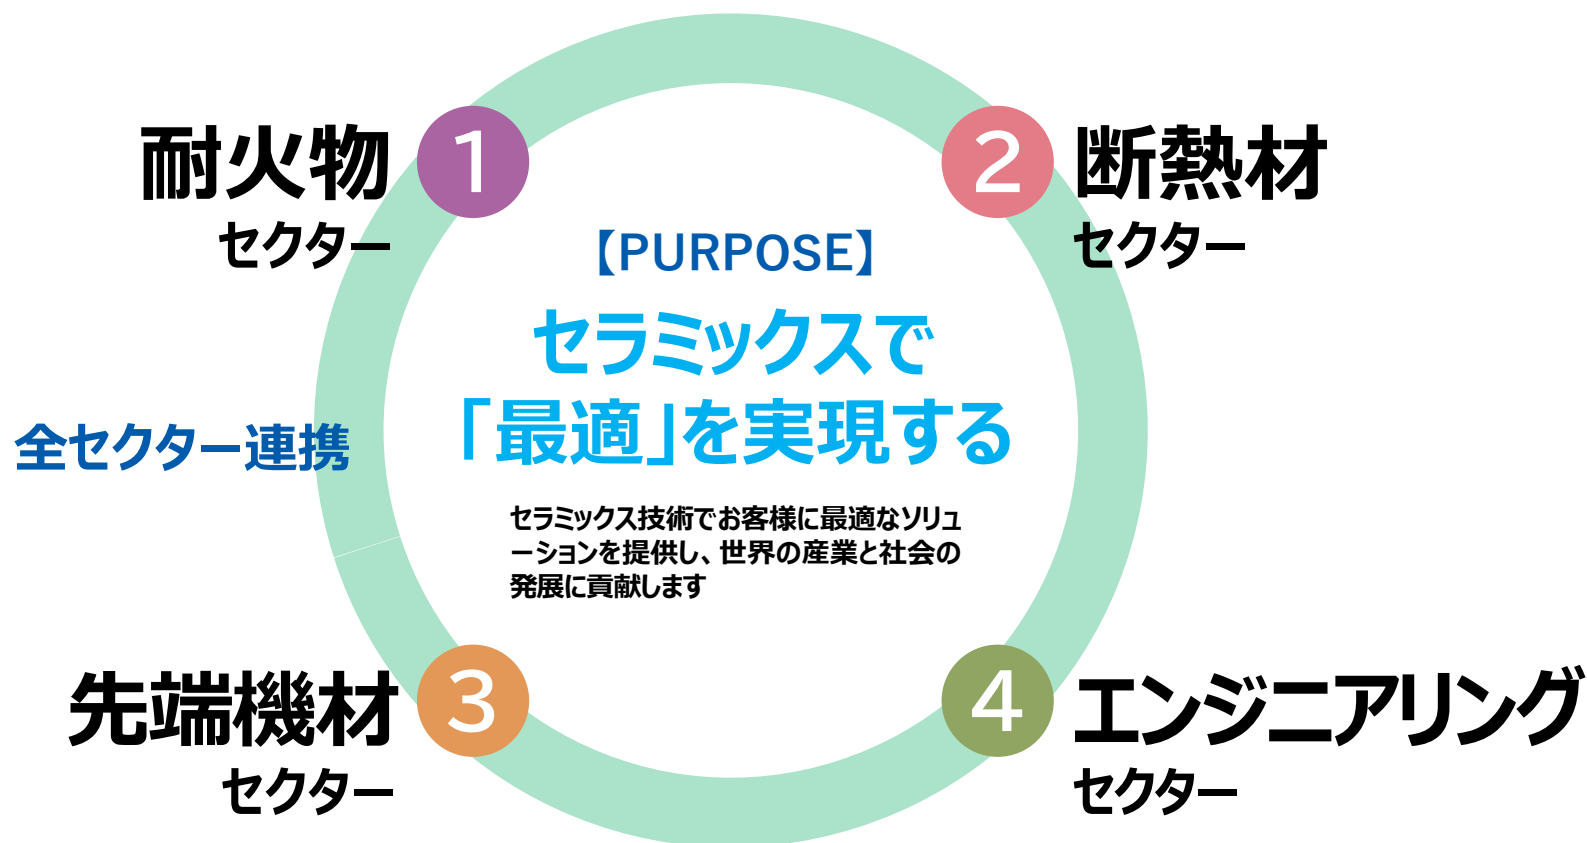 耐火物
セクター
1
2
断熱材
セクター
【PURPOSE】
セラミックスで
「最適」を実現する
全セクター連携
セラミックス技術でお客様に最適なソリュ
ーションを提供し、世界の産業と社会の
発展に貢献します
先端機材
セクター
3
4
エンジニアリング
セクター